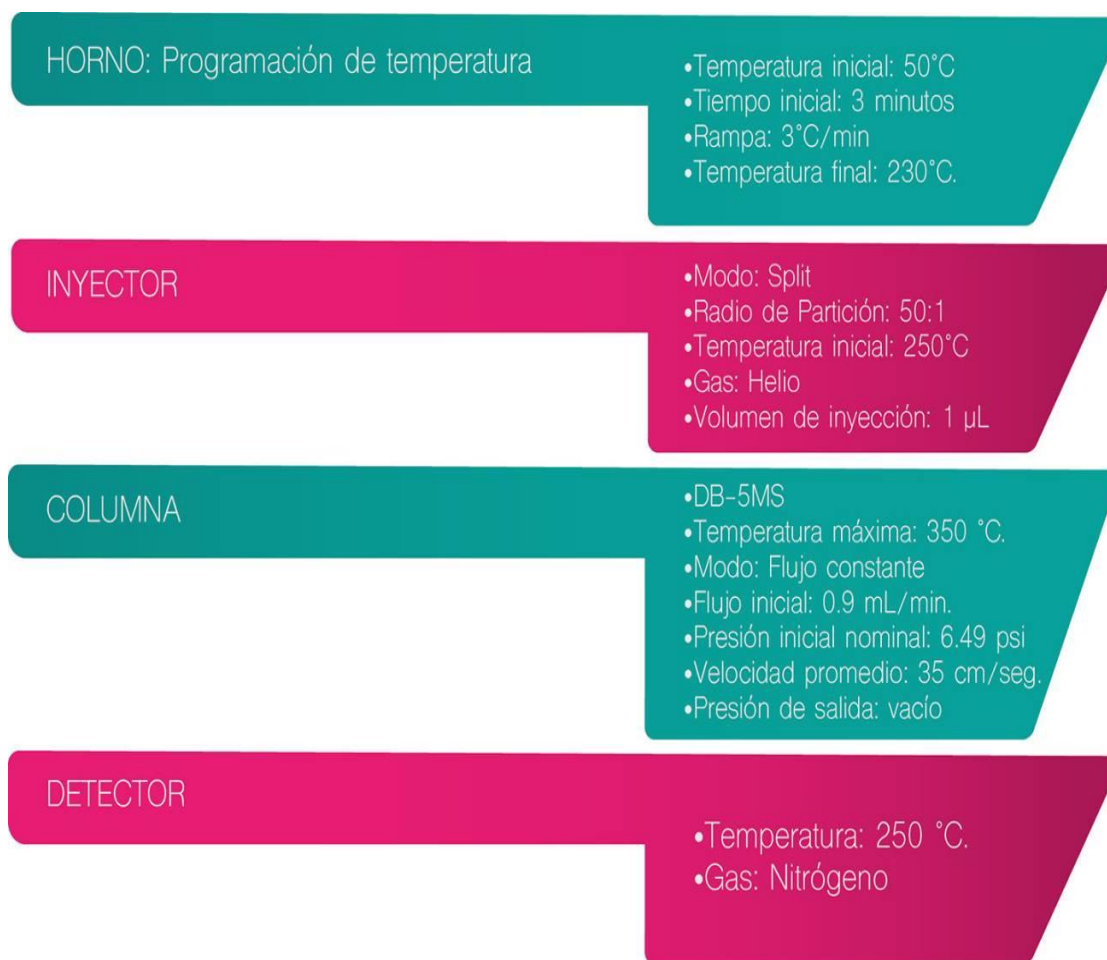 HORNO: Programación de temperatura
•Temperatura inicial: 50°C
•Tiempo inicial: 3 minutos
•Rampa: 3°C/min
•Temperatura final: 230°C.
INYECTOR
•Modo: Split
•Radio de Partición: 50:1
•Temperatura inicial: 250°C
•Gas: Helio
•Volumen de inyección: 1 µL
COLUMNA
•DB-5MS
•Temperatura máxima: 350 °C.
•Modo: Flujo constante
•Flujo inicial: 0.9 mL/min.
•Presión inicial nominal: 6.49 psi
•Velocidad promedio: 35 cm/seg.
•Presión de salida: vacío
DETECTOR
•Temperatura: 250 °C.
•Gas: Nitrógeno